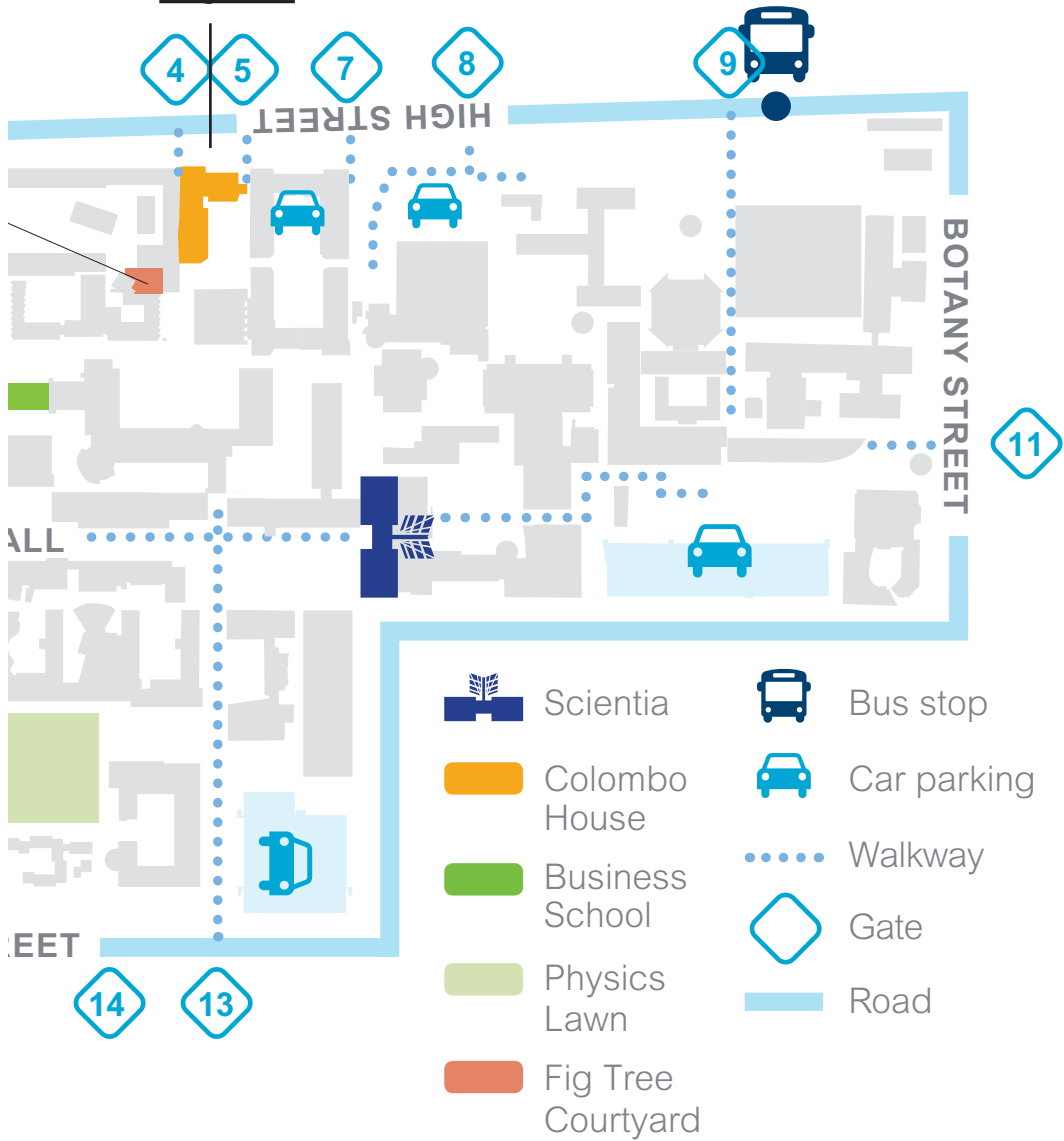 4
5
7
8
9
HIGH STREET
BOTANY STREET
11
ALL
REET
14
13
Scientia
Colombo
House
Business
School
Physics
Lawn
Fig Tree
Courtyard
Bus stop
Car parking
Walkway
Gate
Road